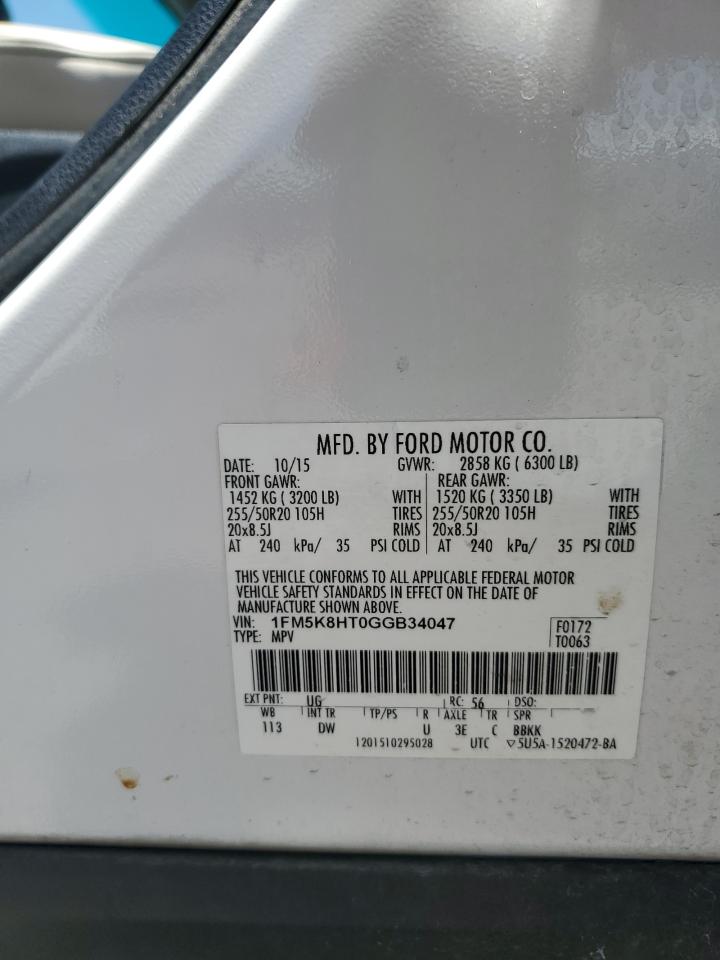 MFD. BY FORD MOTOR CO.
DATE: 10/15 GVWR: 2858 KG ( 6300 LB)
FRONT GAWR: REAR GAWR:
1452 KG ( 3200 LB) WITH 1520 KG ( 3350 LB) WITH
255/50R20 105H TIRES 255/50R20 105H TIRES
20x8.5J RIMS 20x8.5J RIMS
AT 240 kPa/ 35 PSI COLD AT 240 kPa/ 35 PSI COLD
THIS VEHICLE CONFORMS TO ALL APPLICABLE FEDERAL MOTOR
VEHICLE SAFETY STANDARDS IN EFFECT ON THE DATE OF
MANUFACTURE SHOWN ABOVE.
VIN: 1FM5K8HT0GGB34047 F0172
TYPE: MPV T0063
EXT PNT: UG RC: 56 DSO:
WB INT TR TP/PS R AXLE TR SPR
113 DW U 3E C BBKK
1201510295028 UTC ▽5U5A-1520472-BA